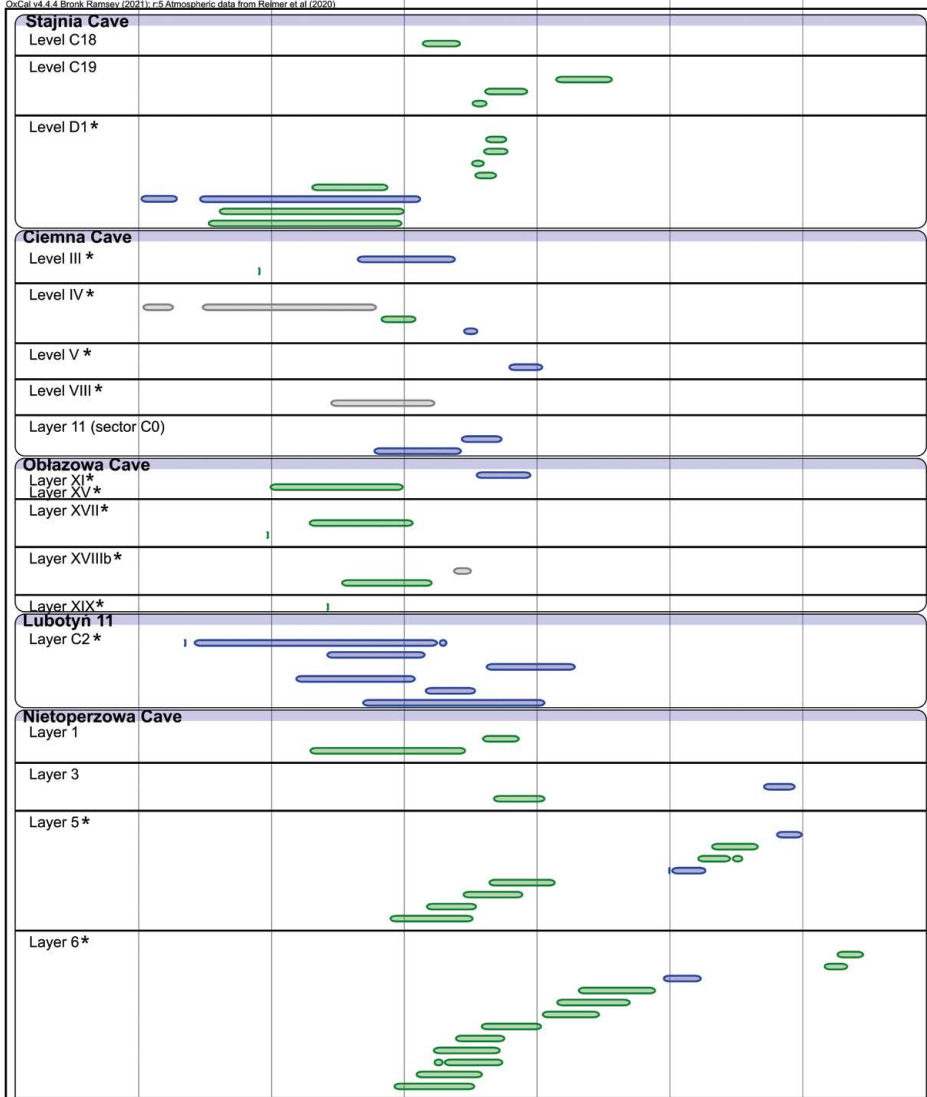 OxCal v4.4.4 Bronk Ramsey (2021); r:5 Atmospheric data from Reimer et al (2020)
Stajnia Cave
Level C18
Level C19
Level D1*
Ciemna Cave
Level III *
Level IV*
Level V *
Level VIII *
Layer 11 (sector C0)
Obłazowa Cave
Layer XI*
Layer XV*
Layer XVII*
Layer XVIIIb*
Layer XIX*
Lubotyń 11
Layer C2 *
Nietoperzowa Cave
Layer 1
Layer 3
Layer 5*
Layer 6*